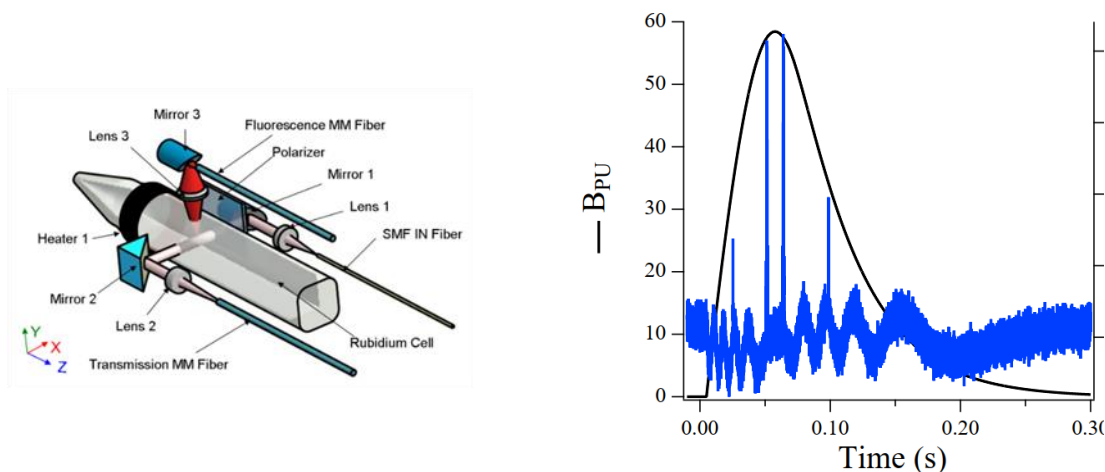 Mirror 3
Fluorescence MM Fiber
Lens 3
Polarizer
Mirror 1
Lens 1
Heater 1
SMF IN Fiber
Mirror 2
Lens 2
Rubidium Cell
Transmission MM Fiber
Y
X
Z
60
50
40
30
20
10
0
B_PU
0.00
0.10
0.20
0.30
Time (s)